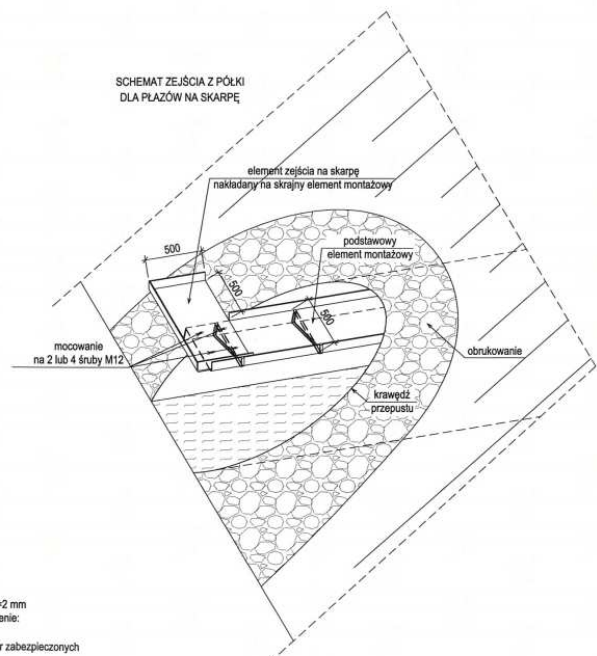 SCHEMAT ZEJŚCIA Z PÓŁKI
DLA PŁAZÓW NA SKARPĘ
element zejścia na skarpę
nakładany na skrajny element montażowy
500
podstawowy
element montażowy
500
500
mocowanie
na 2 lub 4 śruby M12
obrukowanie
krawędź
przepustu
=2 mm
enie:
r zabezpieczonych